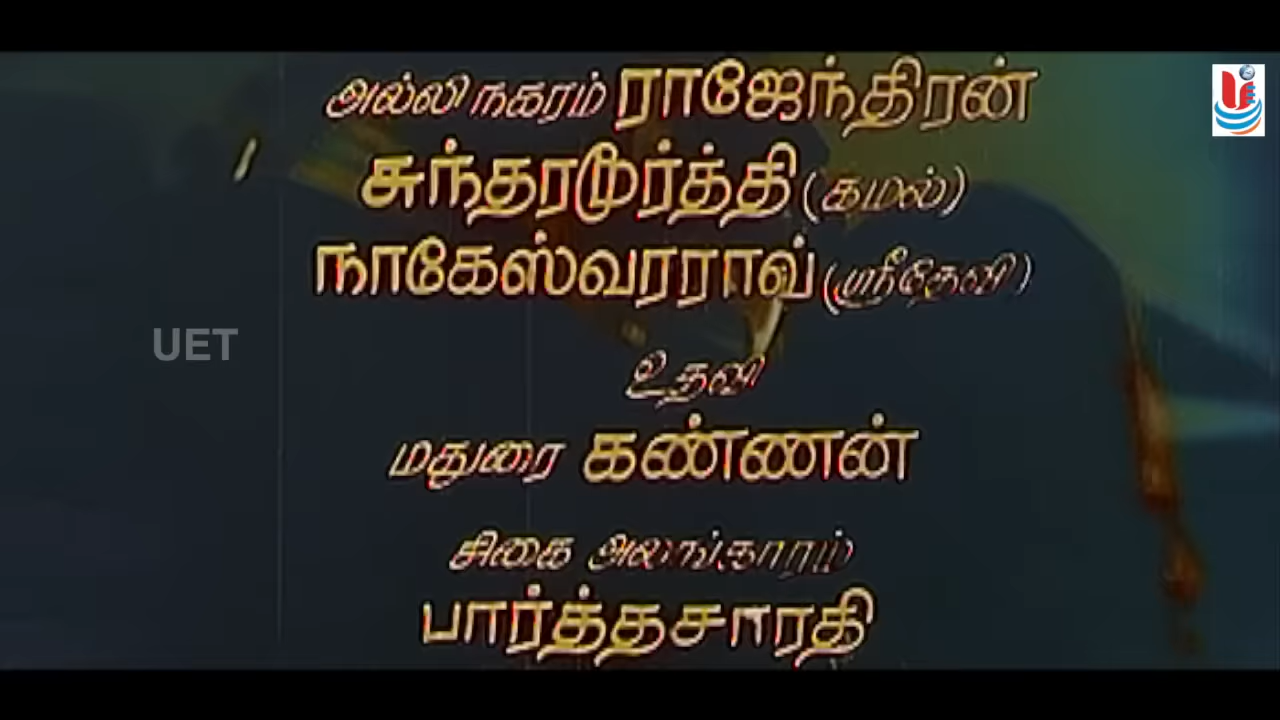 அல்லி நகரம் ராஜேந்திரன்
சுந்தரமூர்த்தி (கமல்)
நாகேஸ்வரராவ் (ஸ்ரீதேவி)
UET
உதவி
மதுரை கண்ணன்
சிகை அலங்காரம்
பார்த்தசாரதி